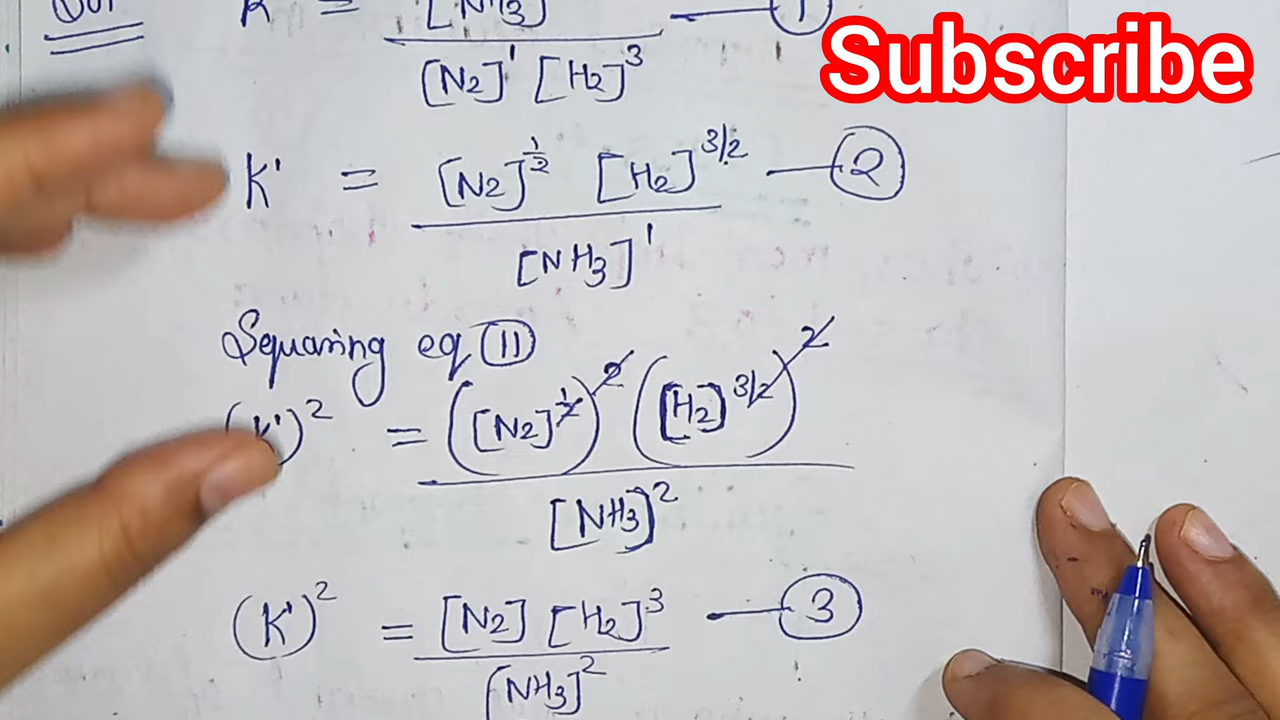 K = [NH3] / [N2]¹ [H2]³ — 1
Subscribe
K' = [N2]^1/2 [H2]^3/2 / [NH3]¹ — 2
Squaring eq 11
(K')² = ([N2]^1/2)² ([H2]^3/2)² / [NH3]²
(K')² = [N2] [H2]³ / [NH3]² — 3